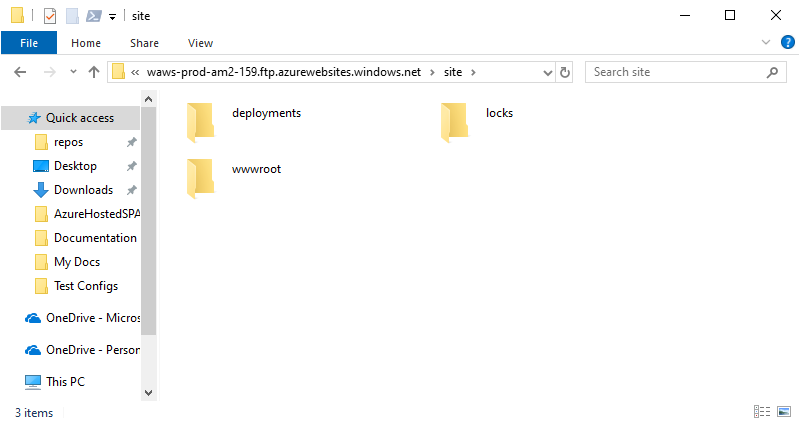 site
File Home Share View
« waws-prod-am2-159.ftp.azurewebsites.windows.net › site › Search site
Quick access
repos
Desktop
Downloads
AzureHostedSPA
Documentation
My Docs
Test Configs
OneDrive - Micros
OneDrive - Person
This PC
deployments locks
wwwroot
3 items